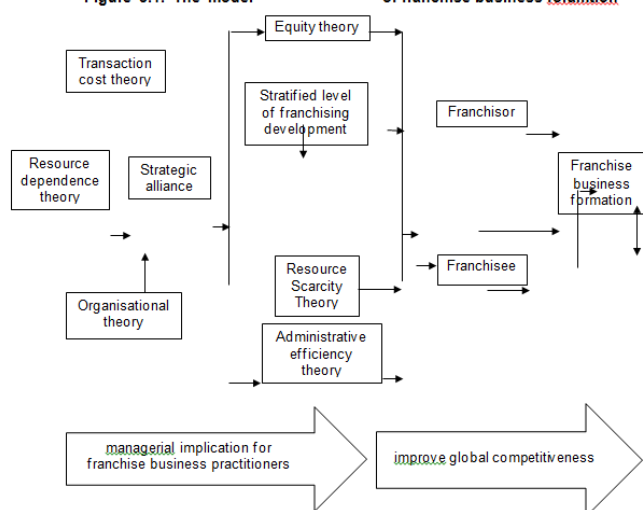 Figure 6.1: The model of franchise business foramtion
Equity theory
Transaction
cost theory
Stratified level
of franchising
development
Franchisor
Resource
dependence
theory
Strategic
alliance
Franchise
business
formation
Resource
Scarcity
Theory
Franchisee
Organisational
theory
Administrative
efficiency
theory
managerial implication for
franchise business practitioners
improve global competitiveness